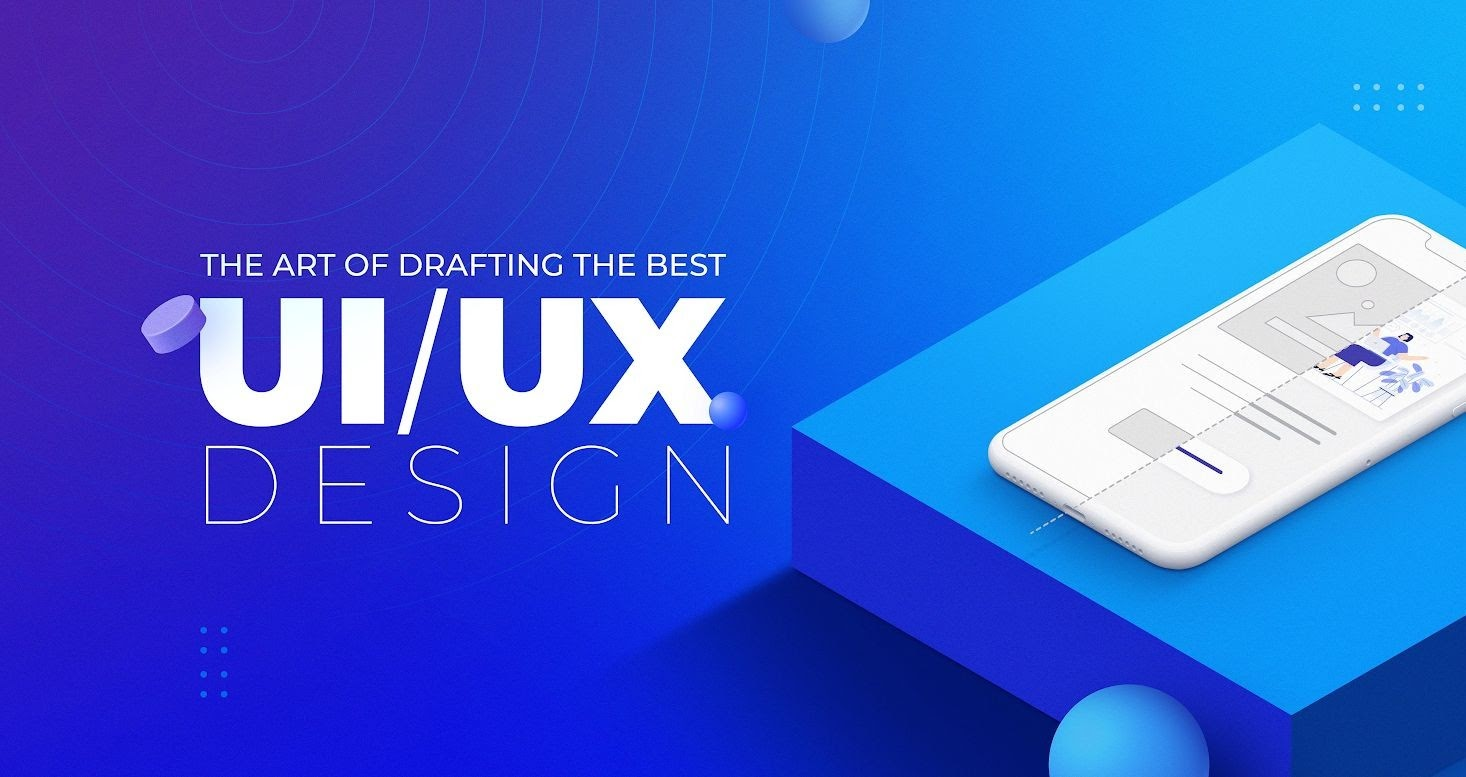 THE ART OF DRAFTING THE BEST
UI/UX
DESIGN